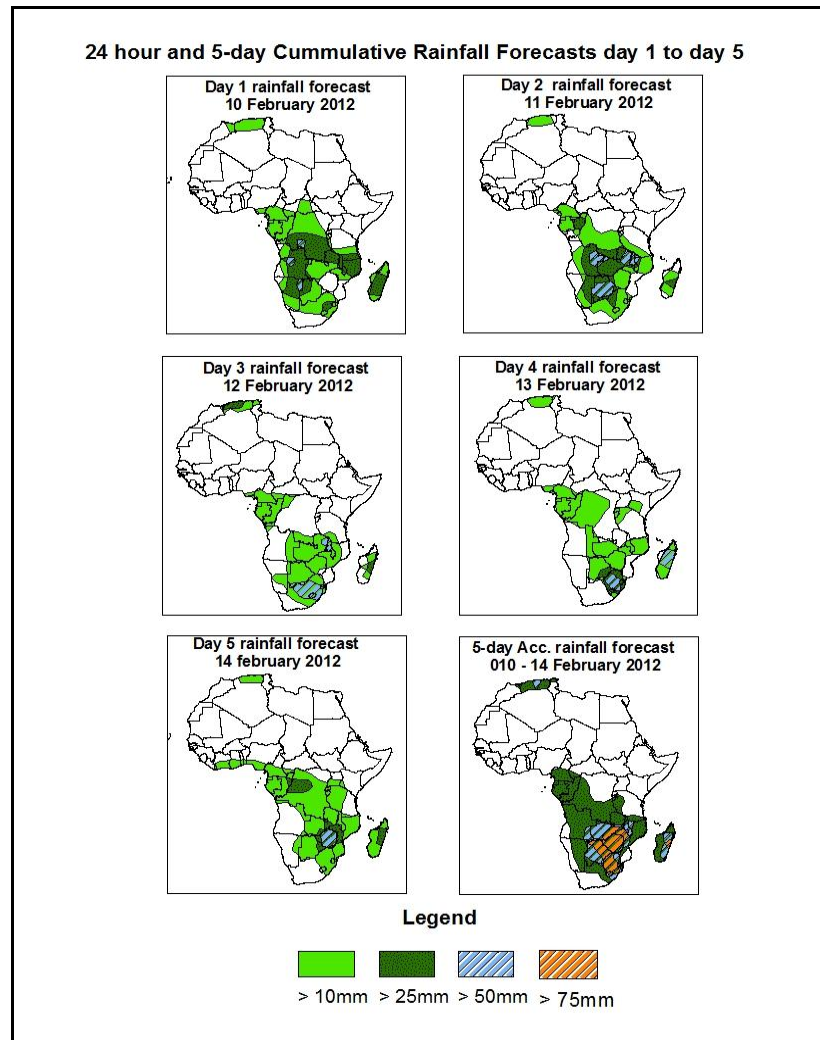 24 hour and 5-day Cummulative Rainfall Forecasts day 1 to day 5
Day 1 rainfall forecast
10 February 2012
Day 2 rainfall forecast
11 February 2012
Day 3 rainfall forecast
12 February 2012
Day 4 rainfall forecast
13 February 2012
Day 5 rainfall forecast
14 february 2012
5-day Acc. rainfall forecast
010 - 14 February 2012
Legend
> 10mm > 25mm > 50mm > 75mm